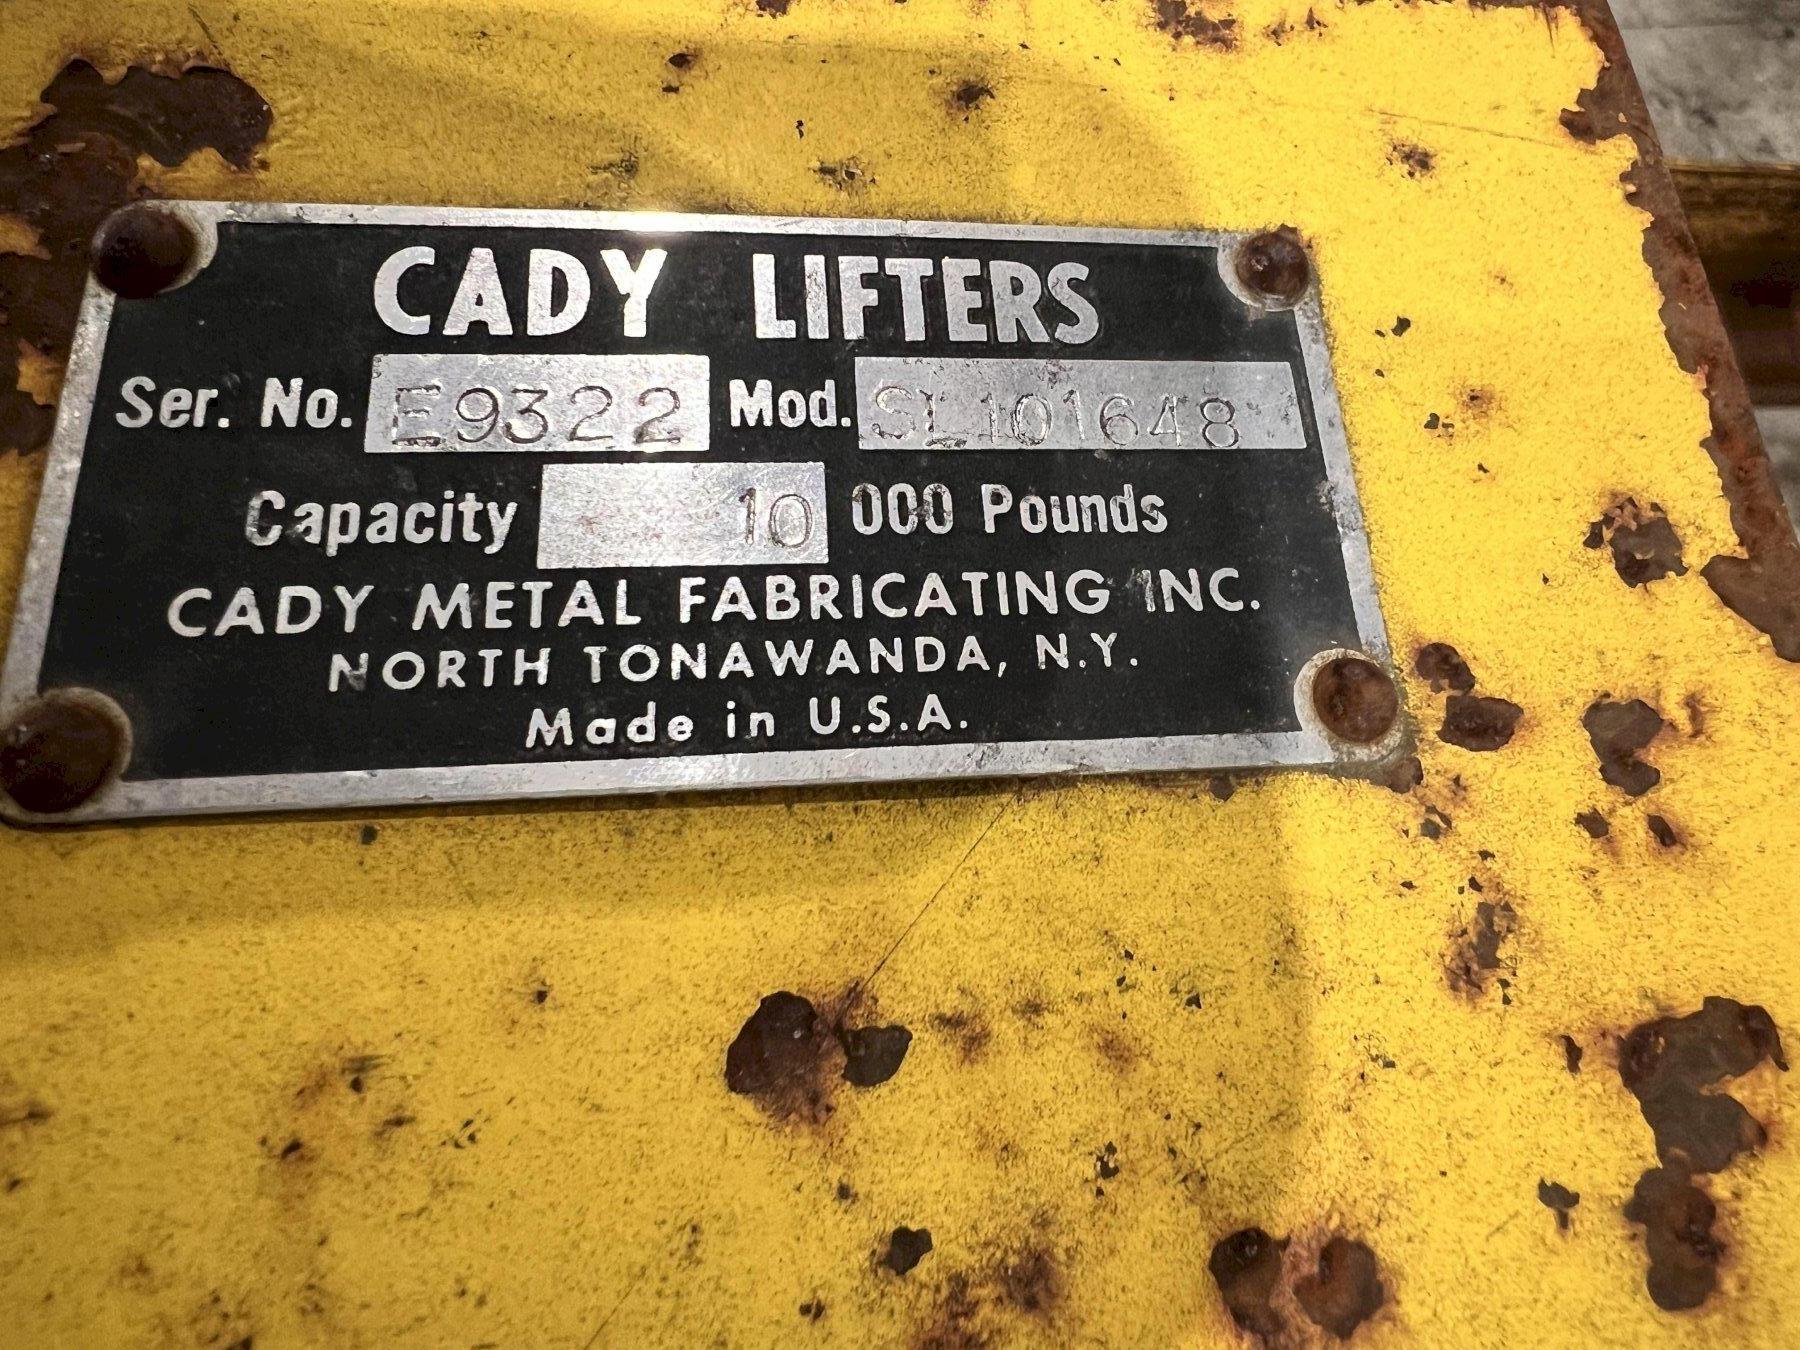 CADY LIFTERS
Ser. No. E9322 Mod. SL101648
Capacity 10 000 Pounds
CADY METAL FABRICATING INC.
NORTH TONAWANDA, N.Y.
Made in U.S.A.